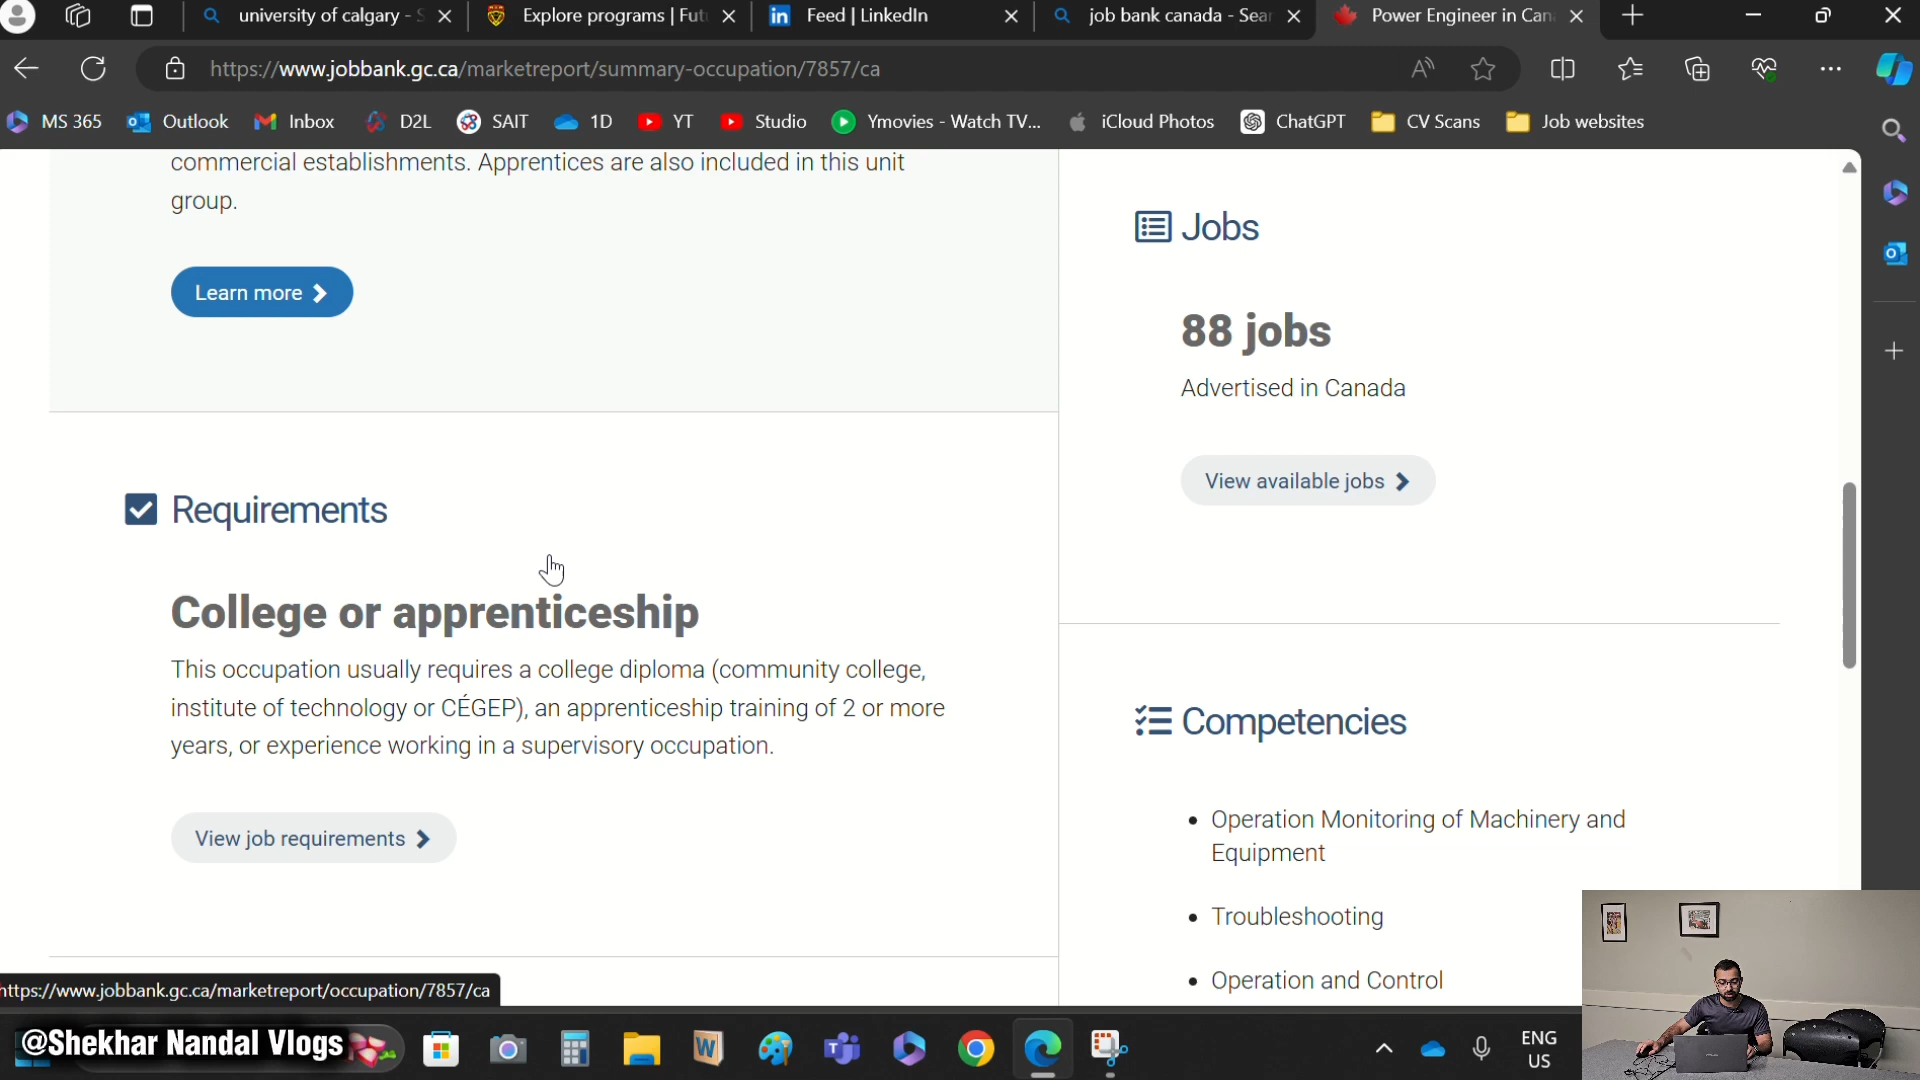 university of calgary - S
Explore programs | Futu
Feed | LinkedIn
job bank canada - Sear
Power Engineer in Can
https://www.jobbank.gc.ca/marketreport/summary-occupation/7857/ca
MS 365
Outlook
Inbox
D2L
SAIT
1D
YT
Studio
Ymovies - Watch TV...
iCloud Photos
ChatGPT
CV Scans
Job websites
commercial establishments. Apprentices are also included in this unit
group.
Learn more
Requirements
College or apprenticeship
This occupation usually requires a college diploma (community college,
institute of technology or CÉGEP), an apprenticeship training of 2 or more
years, or experience working in a supervisory occupation.
View job requirements
Jobs
88 jobs
Advertised in Canada
View available jobs
Competencies
• Operation Monitoring of Machinery and
Equipment
• Troubleshooting
• Operation and Control
https://www.jobbank.gc.ca/marketreport/occupation/7857/ca
@Shekhar Nandal Vlogs
ENG
US